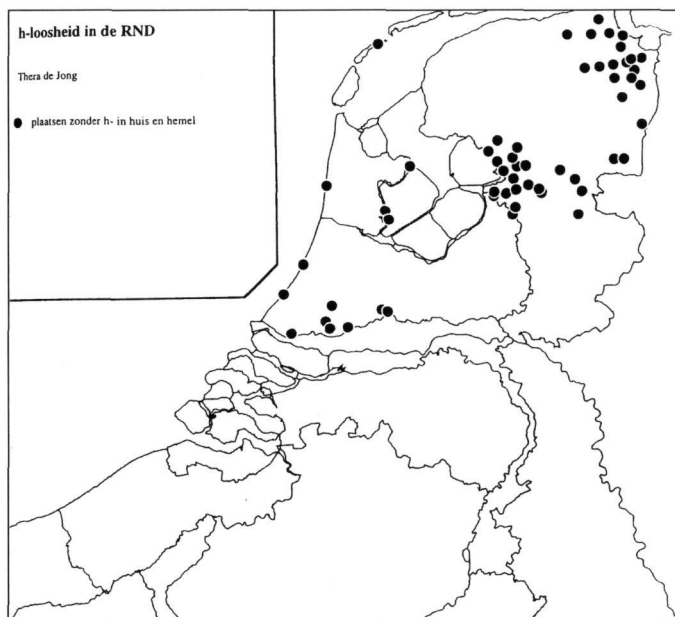 h-loosheid in de RND
Thera de Jong
plaatsen zonder h- in huis en hemel